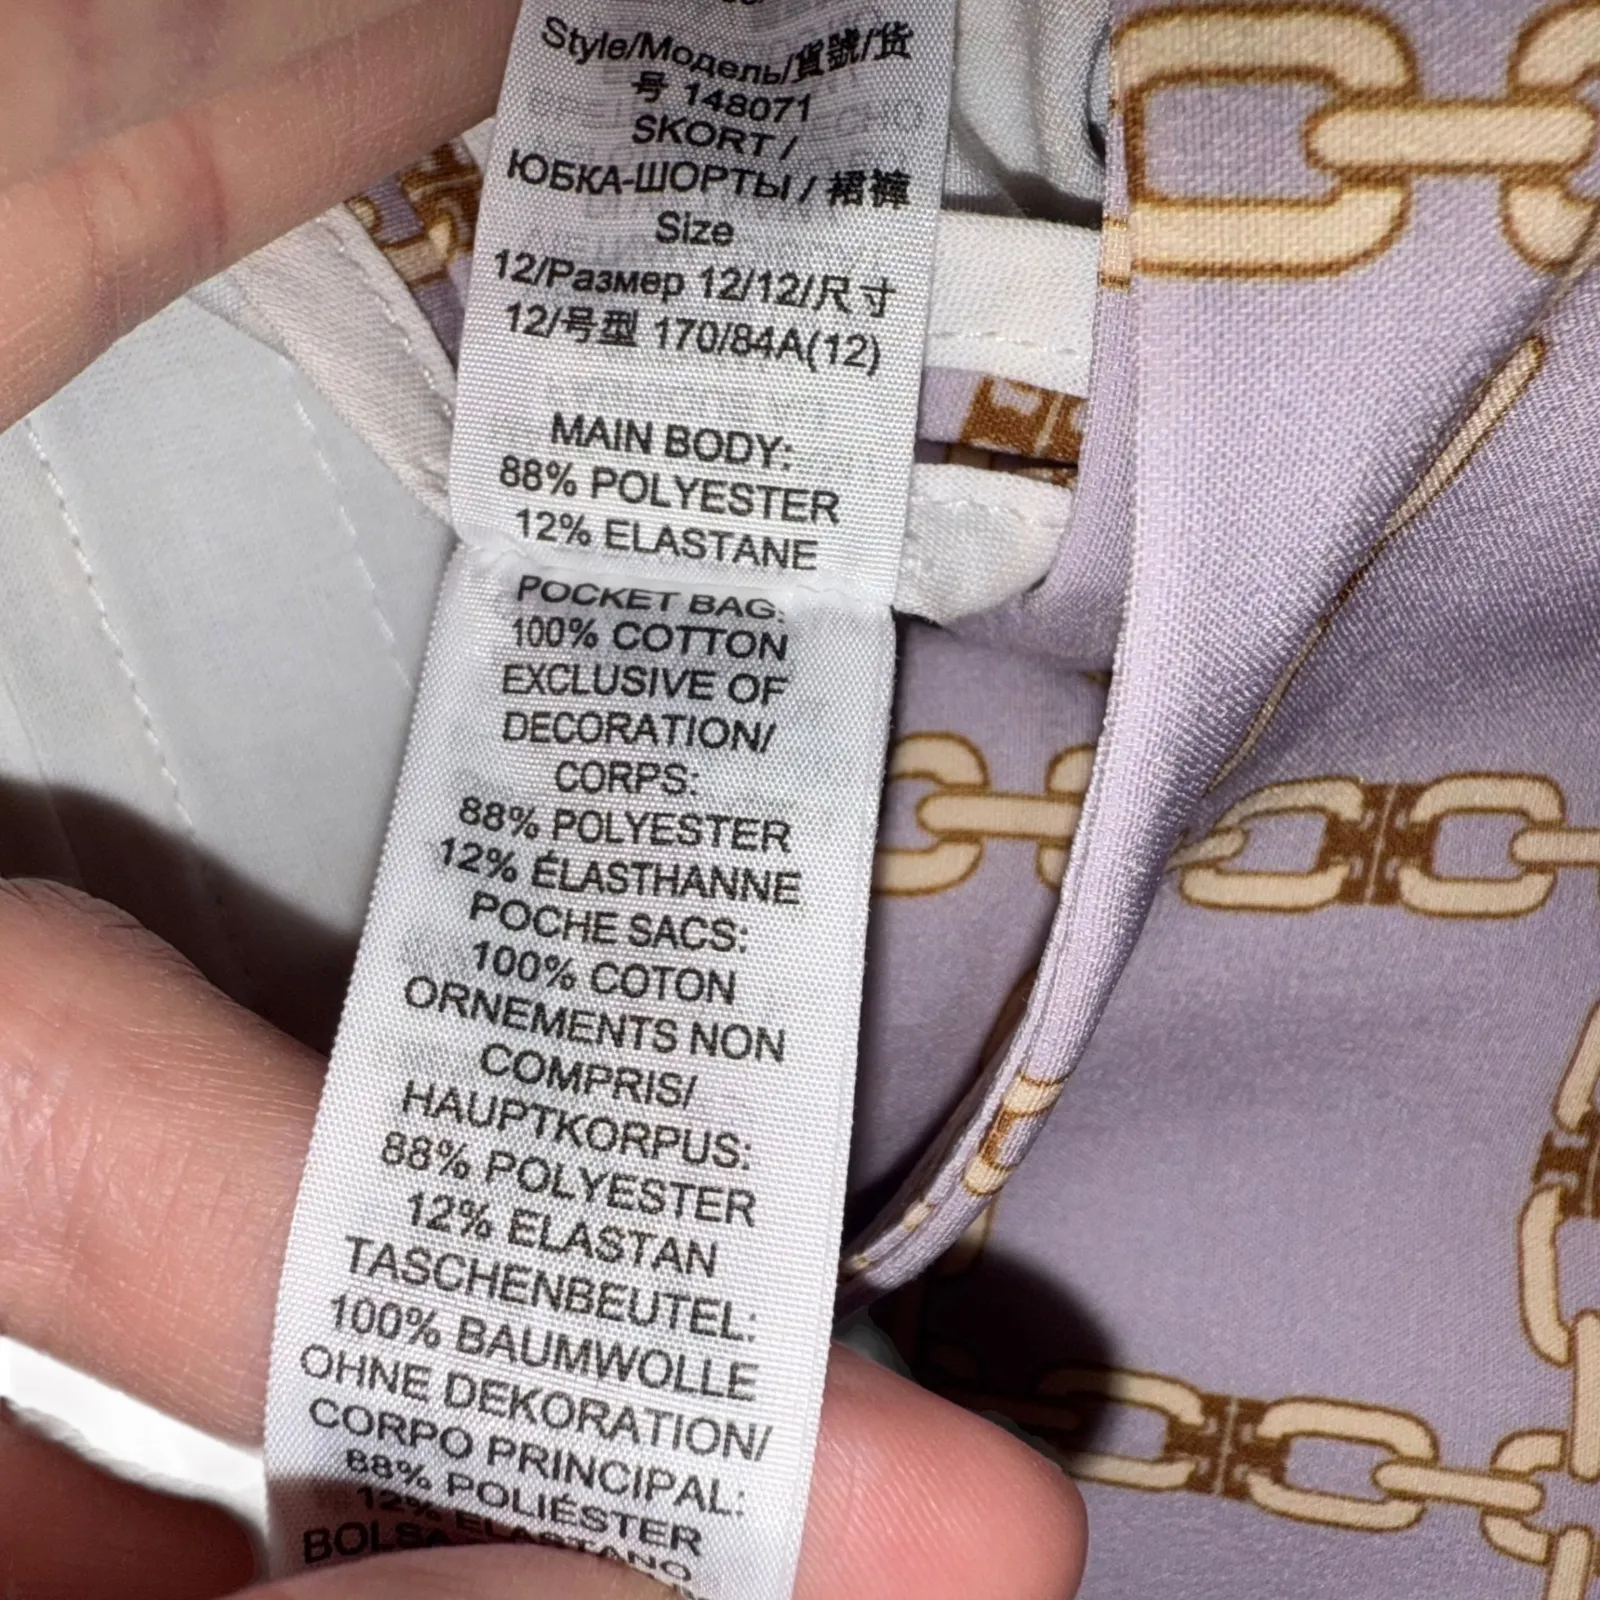 Style/Модель/貨號/货
号 148071
SKORT /
ЮБКА-ШОРТЫ / 裙褲
Size
12/Размер 12/12/尺寸
12/号型 170/84A(12)
MAIN BODY:
88% POLYESTER
12% ELASTANE
POCKET BAG:
100% COTTON
EXCLUSIVE OF
DECORATION/
CORPS:
88% POLYESTER
12% ÉLASTHANNE
POCHE SACS:
100% COTON
ORNEMENTS NON
COMPRIS/
HAUPTKORPUS:
88% POLYESTER
12% ELASTAN
TASCHENBEUTEL:
100% BAUMWOLLE
OHNE DEKORATION/
CORPO PRINCIPAL:
88% POLIÉSTER
12% ELASTANO